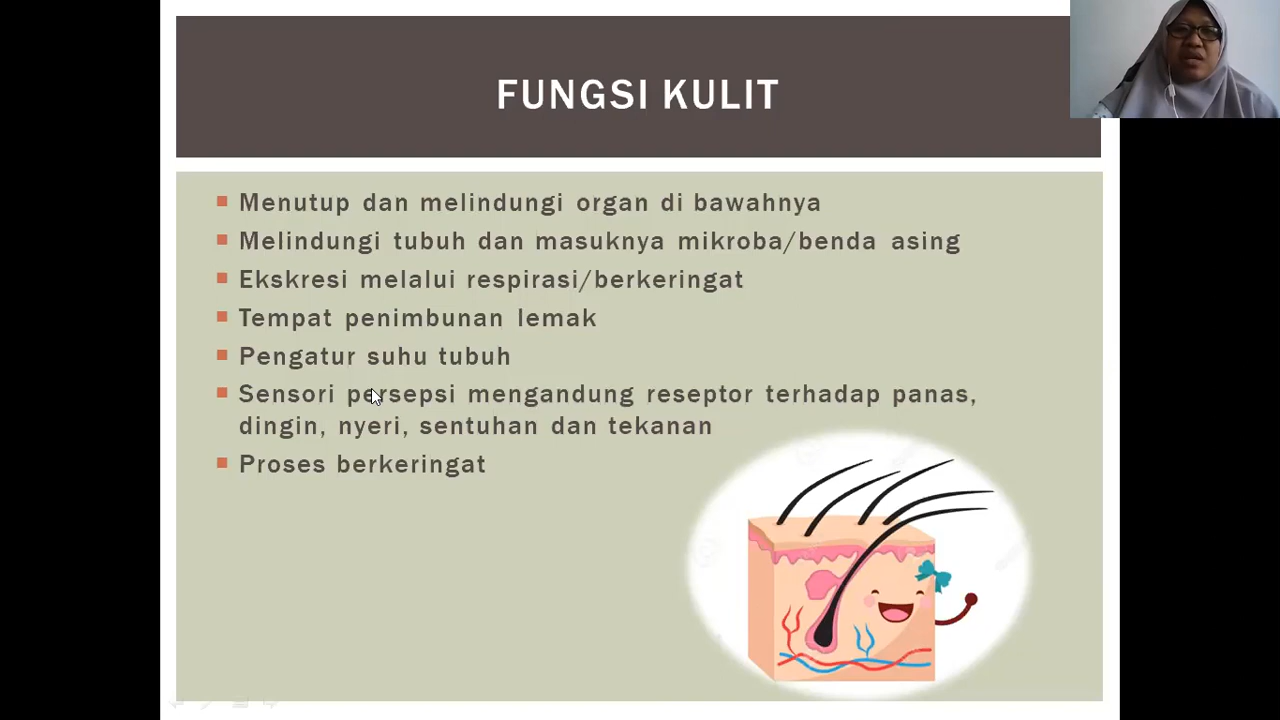 FUNGSI KULIT
Menutup dan melindungi organ di bawahnya
Melindungi tubuh dan masuknya mikroba/benda asing
Ekskresi melalui respirasi/berkeringat
Tempat penimbunan lemak
Pengatur suhu tubuh
Sensori persepsi mengandung reseptor terhadap panas,
dingin, nyeri, sentuhan dan tekanan
Proses berkeringat